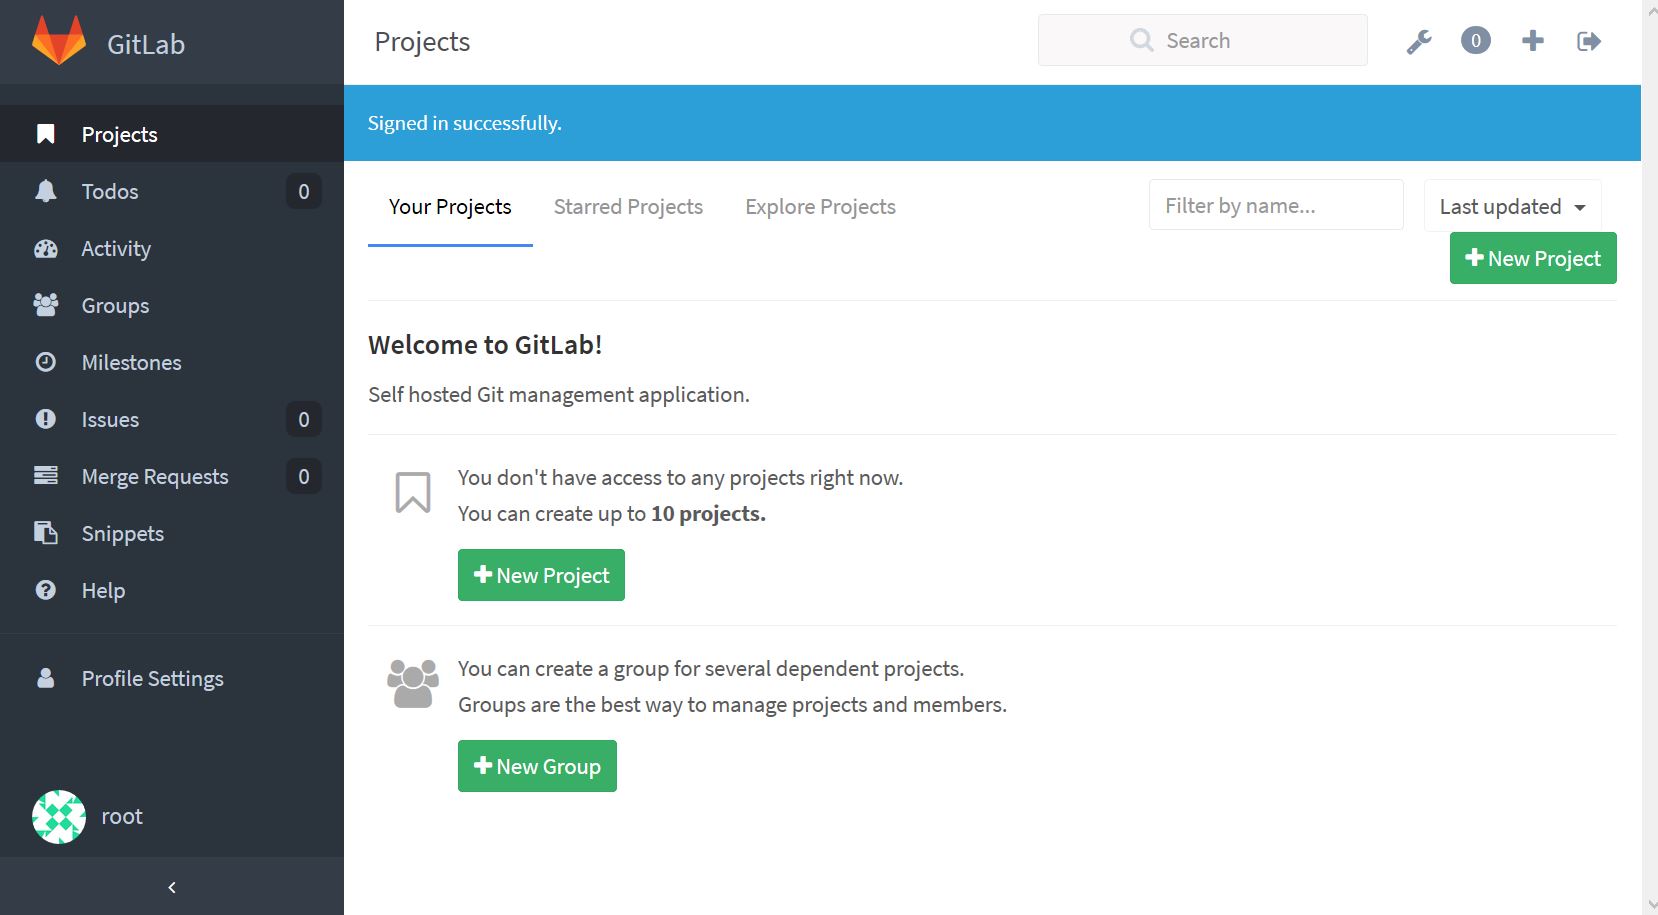 GitLab
Projects
Search
0
Signed in successfully.
Projects
Todos 0
Activity
Groups
Milestones
Issues 0
Merge Requests 0
Snippets
Help
Profile Settings
root
Your Projects Starred Projects Explore Projects Filter by name... Last updated
New Project
Welcome to GitLab!
Self hosted Git management application.
You don't have access to any projects right now.
You can create up to 10 projects.
New Project
You can create a group for several dependent projects.
Groups are the best way to manage projects and members.
New Group